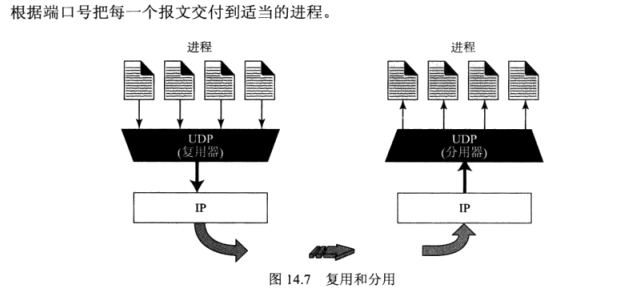 根据端口号把每一个报文交付到适当的进程。
进程
进程
UDP
(复用器)
UDP
(分用器)
IP
IP
图 14.7 复用和分用